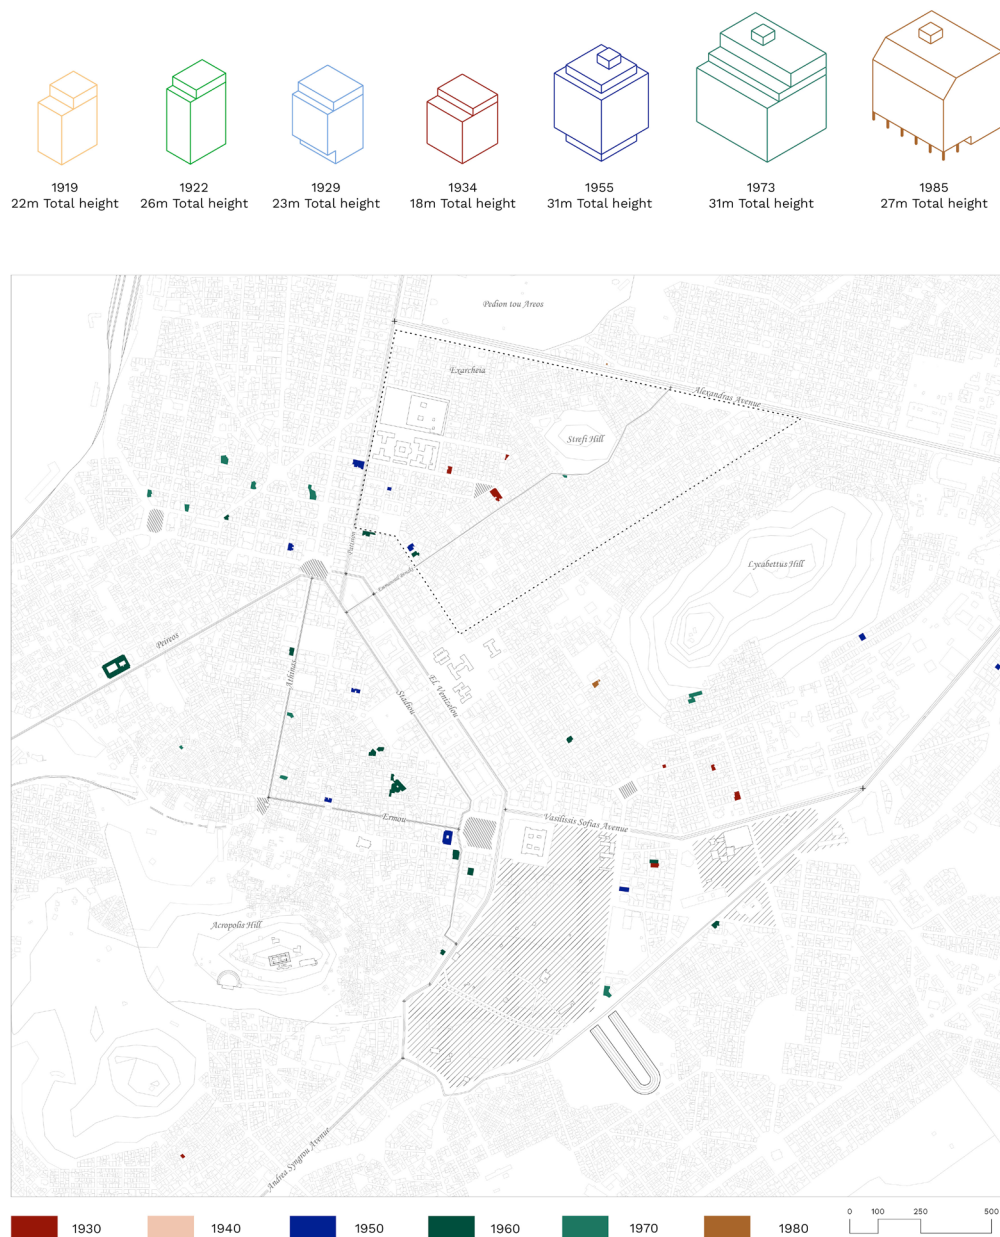 1919
22m Total height
1922
26m Total height
1929
23m Total height
1934
18m Total height
1955
31m Total height
1973
31m Total height
1985
27m Total height
Pedion tou Areos
Exarcheia
Alexandras Avenue
Strefi Hill
Patision
Lycabettus Hill
Peireos
Athinas
Stadiou
El. Venizelou
Ermou
Vasilissis Sofias Avenue
Acropolis Hill
Andrea Syngrou Avenue
1930
1940
1950
1960
1970
1980
0
100
250
500